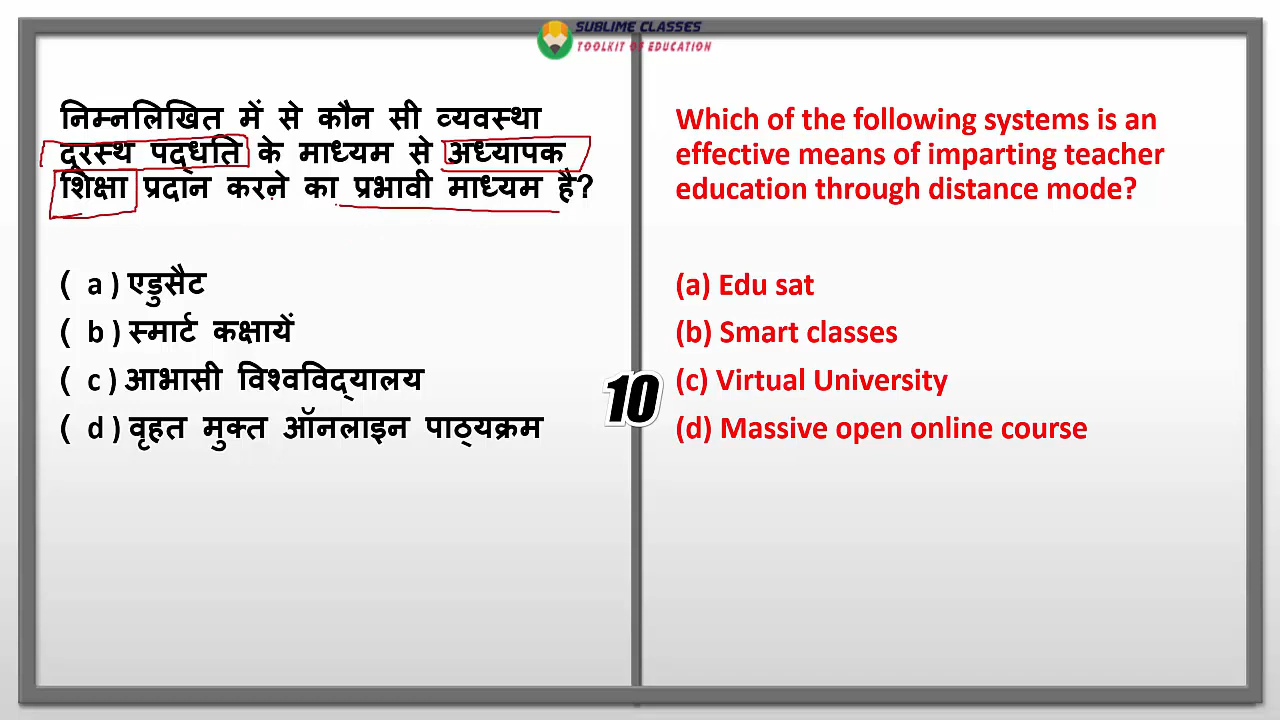 SUBLIME CLASSES
TOOLKIT OF EDUCATION
निम्नलिखित में से कौन सी व्यवस्था
दूरस्थ पद्धति के माध्यम से अध्यापक
शिक्षा प्रदान करने का प्रभावी माध्यम है?
( a ) एडुसैट
( b ) स्मार्ट कक्षायें
( c ) आभासी विश्वविद्यालय
( d ) वृहत मुक्त ऑनलाइन पाठ्यक्रम
10
Which of the following systems is an
effective means of imparting teacher
education through distance mode?
(a) Edu sat
(b) Smart classes
(c) Virtual University
(d) Massive open online course